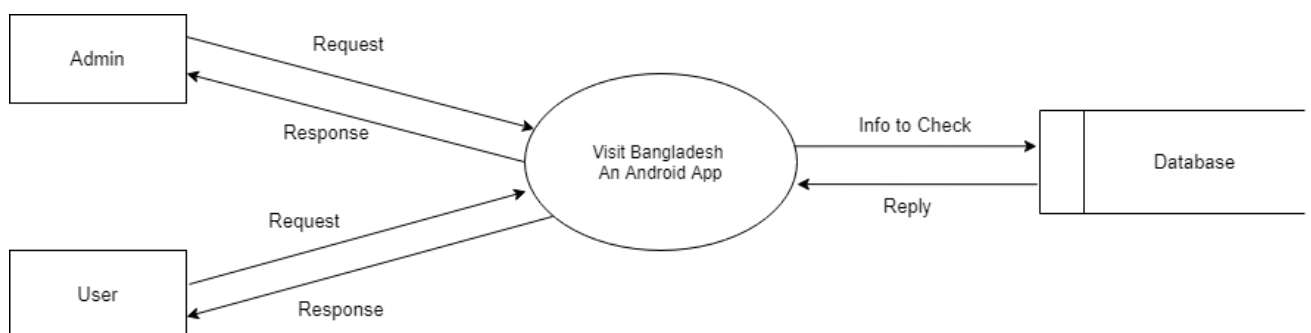 Admin
Request
Response
Visit Bangladesh
An Android App
Info to Check
Database
Reply
Request
User
Response